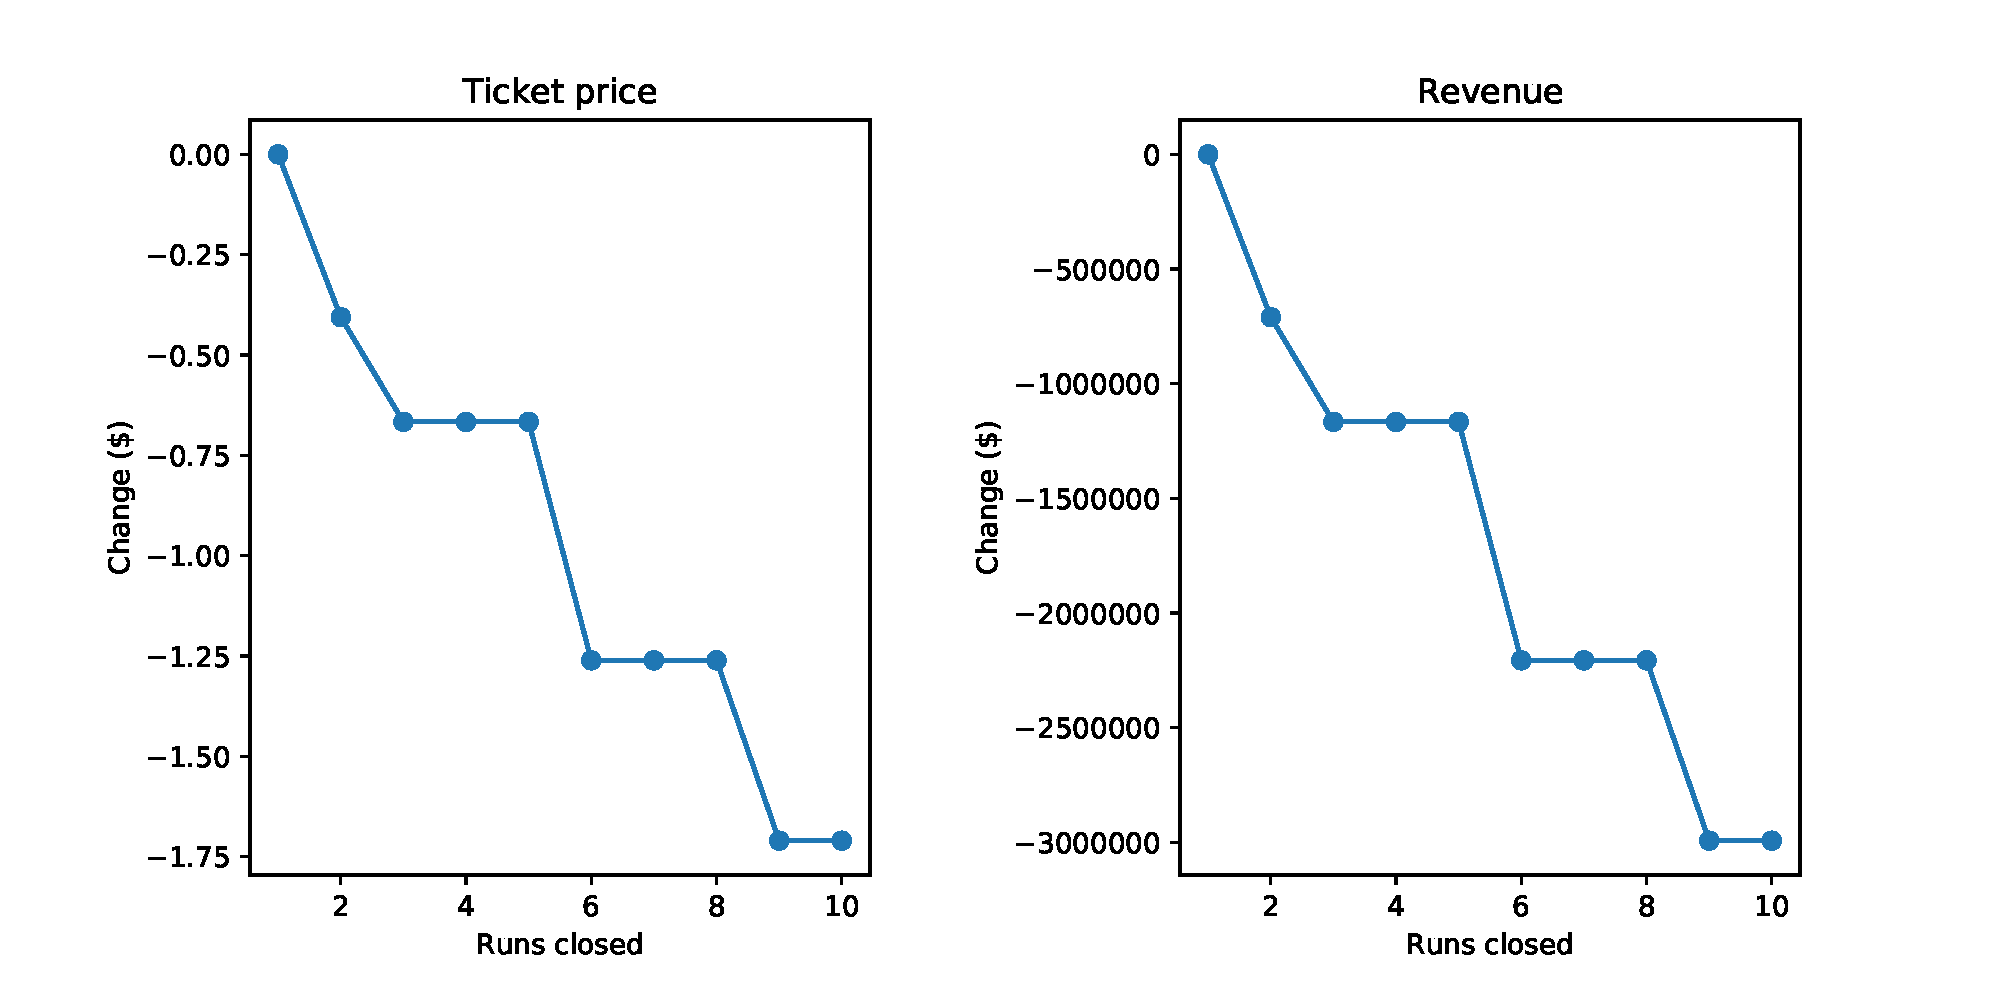 Ticket price
0.00
−0.25
−0.50
−0.75
−1.00
−1.25
−1.50
−1.75
Change ($)
2 4 6 8 10
Runs closed
Revenue
0
−500000
−1000000
−1500000
−2000000
−2500000
−3000000
Change ($)
2 4 6 8 10
Runs closed